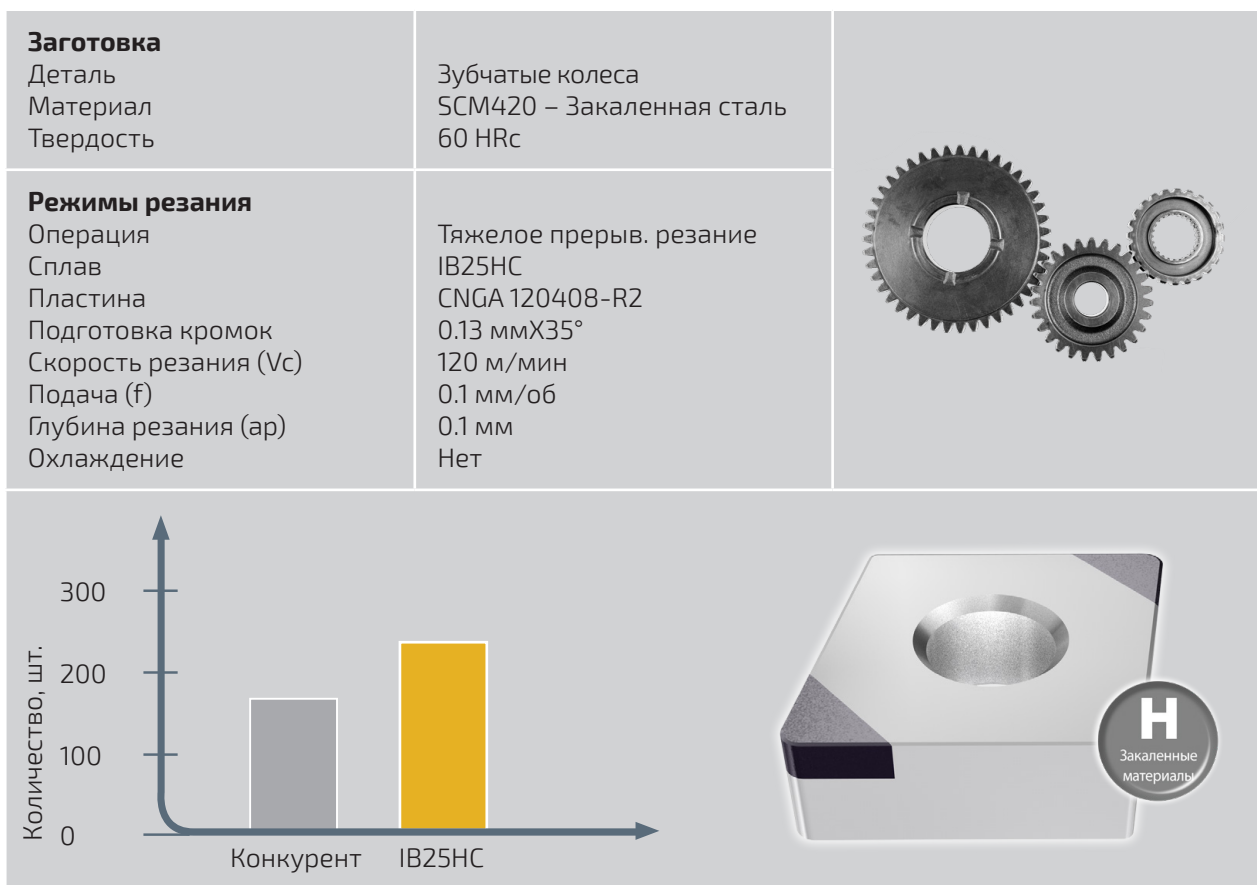 Заготовка
Деталь Зубчатые колеса
Материал SCM420 – Закаленная сталь
Твердость 60 HRc
Режимы резания
Операция Тяжелое прерыв. резание
Сплав IB25HC
Пластина CNGA 120408-R2
Подготовка кромок 0.13 ммX35°
Скорость резания (Vc) 120 м/мин
Подача (f) 0.1 мм/об
Глубина резания (ap) 0.1 мм
Охлаждение Нет
Количество, шт.
300
200
100
0
Конкурент IB25HC
H
Закаленные
материалы